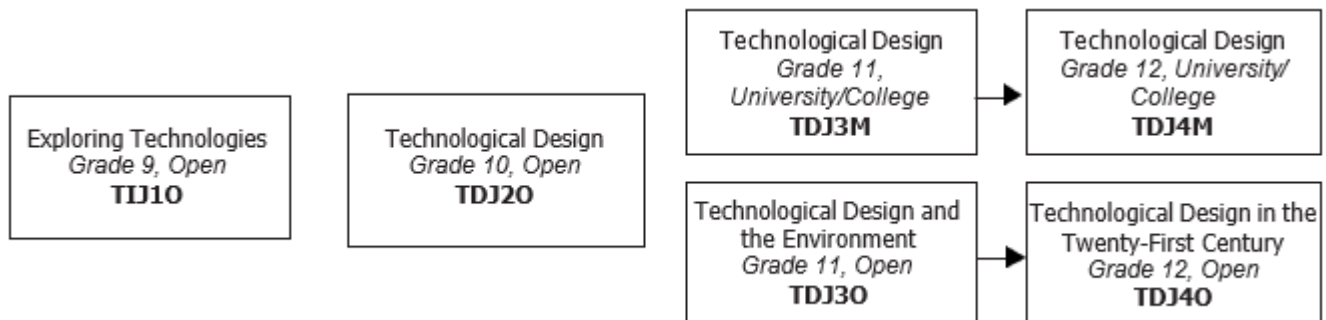 Exploring Technologies
Grade 9, Open
TIJ1O
Technological Design
Grade 10, Open
TDJ2O
Technological Design
Grade 11,
University/College
TDJ3M
Technological Design
Grade 12, University/
College
TDJ4M
Technological Design and
the Environment
Grade 11, Open
TDJ3O
Technological Design in the
Twenty-First Century
Grade 12, Open
TDJ4O